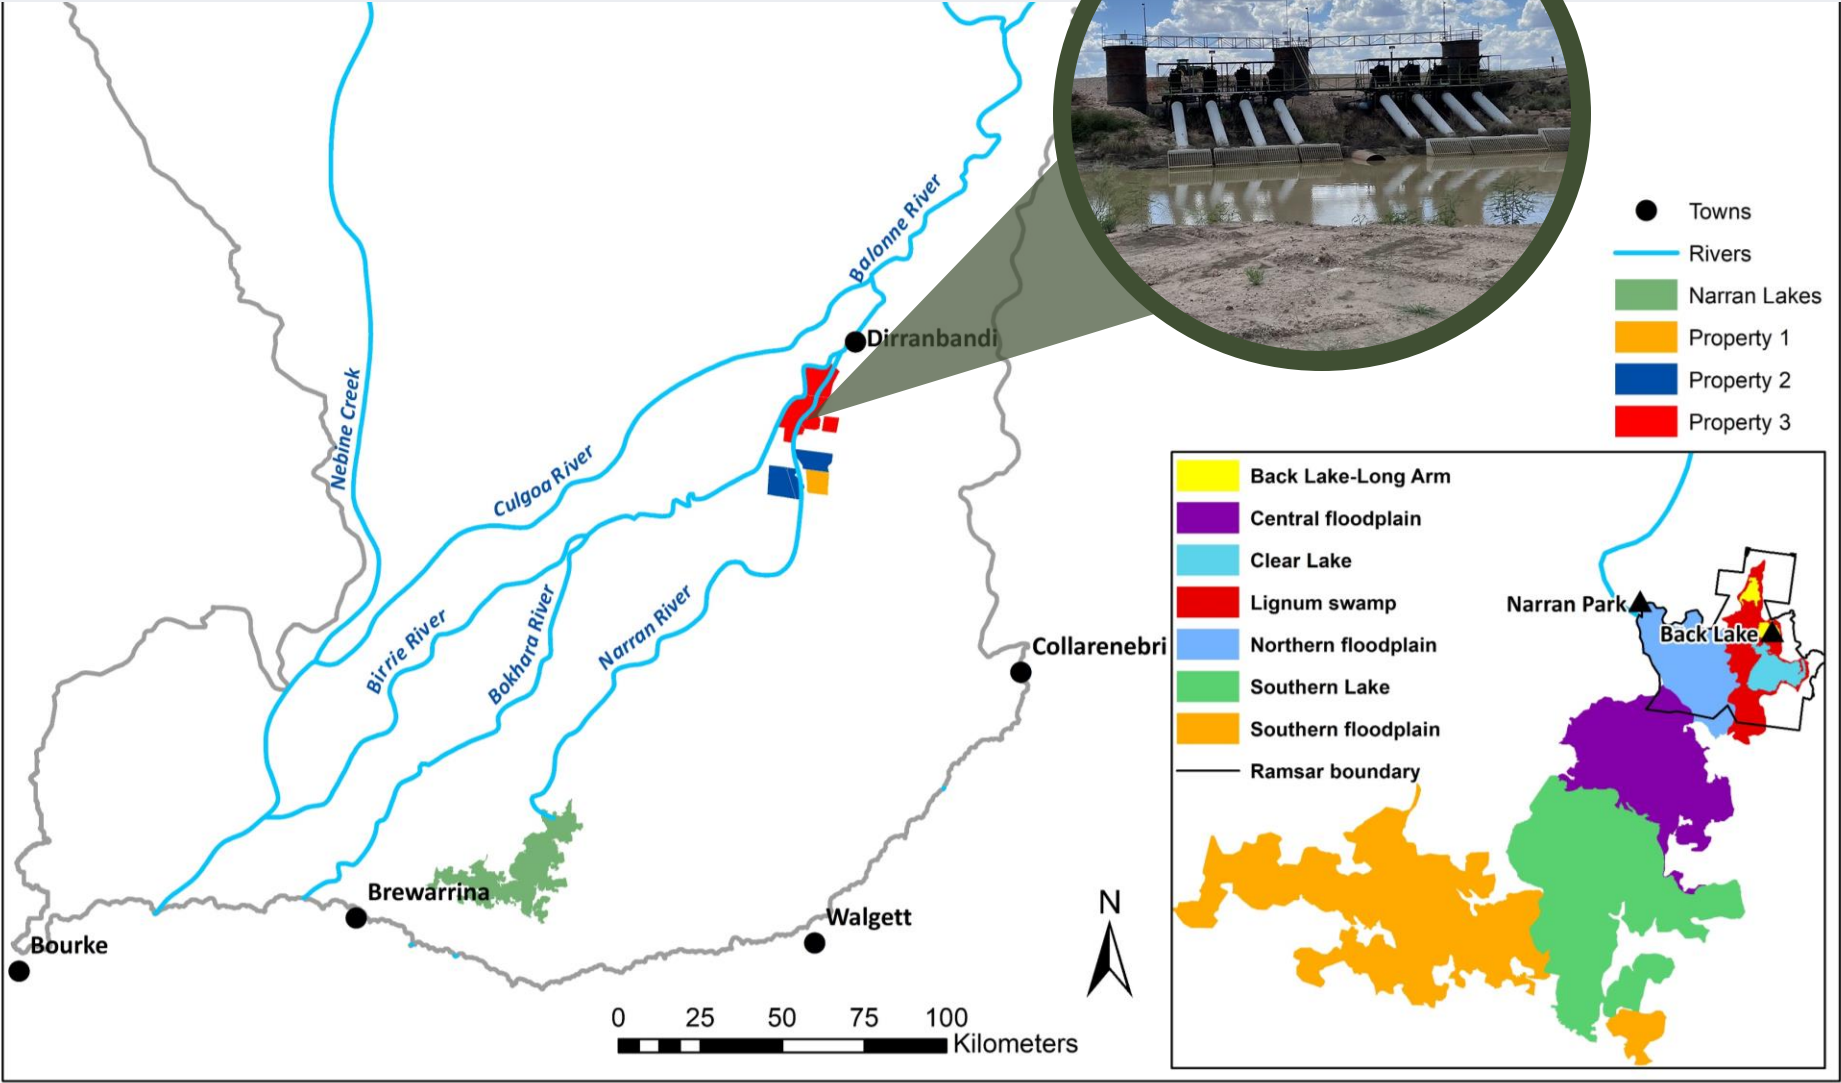 Balonne River
Towns
Rivers
Narran Lakes
Property 1
Property 2
Property 3
Dirranbandi
Nebine Creek
Culgoa River
Birrie River
Bokhara River
Narran River
Collarenebri
Brewarrina
Walgett
Bourke
N
0 25 50 75 100
Kilometers
Back Lake-Long Arm
Central floodplain
Clear Lake
Lignum swamp
Northern floodplain
Southern Lake
Southern floodplain
Ramsar boundary
Narran Park
Back Lake